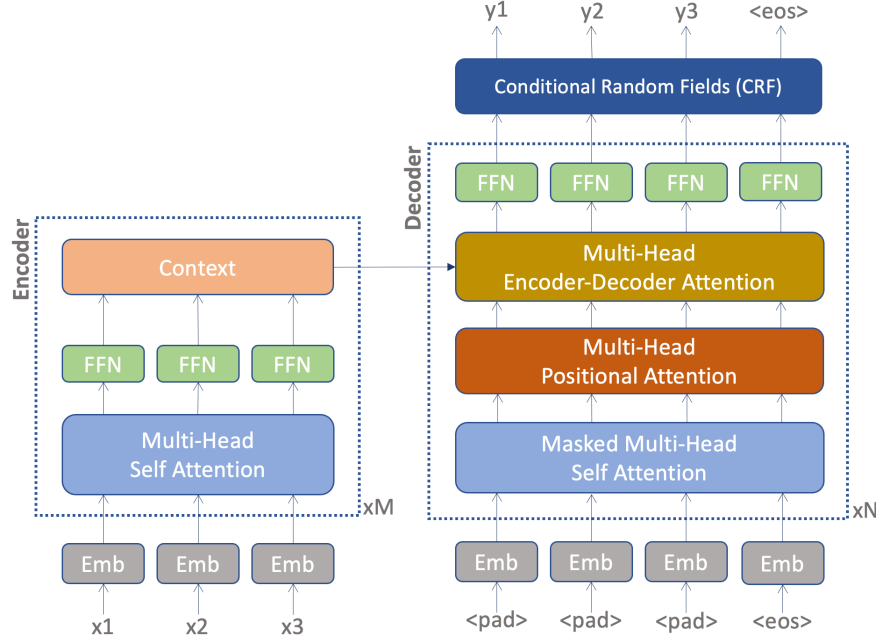 y1 y2 y3 <eos>
Conditional Random Fields (CRF)
Decoder
FFN FFN FFN FFN
Encoder
Context
Multi-Head
Encoder-Decoder Attention
FFN FFN FFN
Multi-Head
Positional Attention
Multi-Head
Self Attention
Masked Multi-Head
Self Attention
xM
xN
Emb Emb Emb
Emb Emb Emb Emb
x1 x2 x3
<pad> <pad> <pad> <eos>